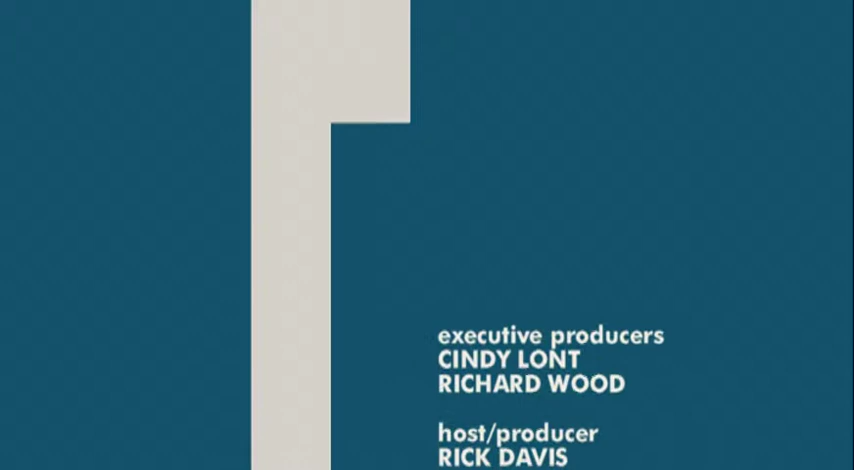 executive producers
CINDY LONT
RICHARD WOOD
host/producer
RICK DAVIS